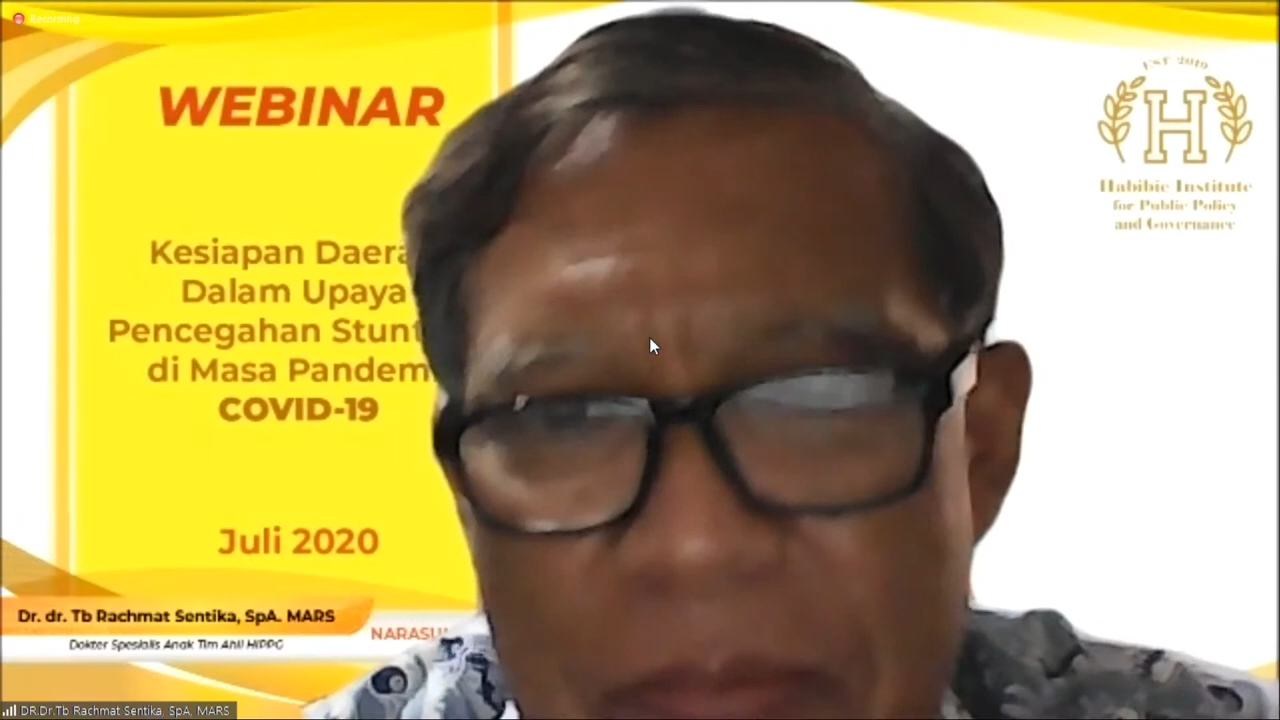 Recording
WEBINAR
EST 2019
H
Habibie Institute
for Public Policy
and Governance
Kesiapan Daera
Dalam Upaya
Pencegahan Stunt
di Masa Pandem
COVID-19
Juli 2020
Dr. dr. Tb Rachmat Sentika, SpA. MARS
NARASU
Dokter Spesialis Anak Tim Ahli HIPPG
DR.Dr.Tb Rachmat Sentika, SpA, MARS